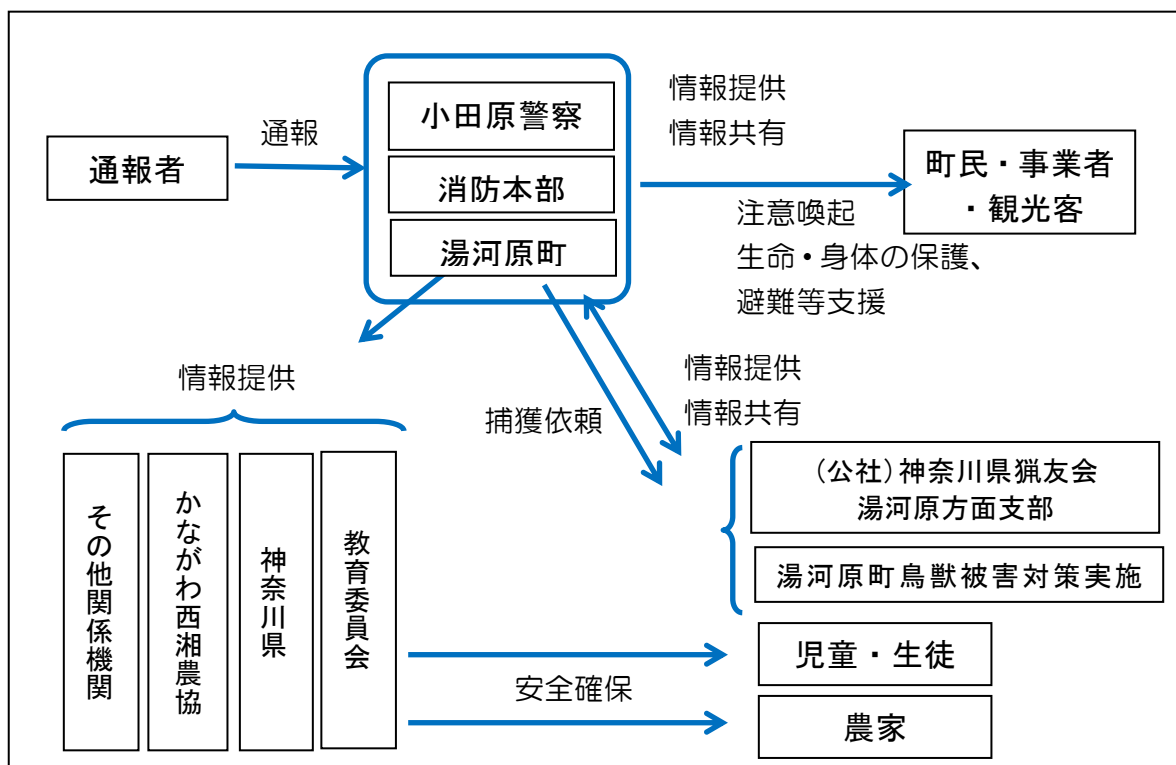 通報者
通報
小田原警察
消防本部
湯河原町
情報提供
情報共有
注意喚起
生命・身体の保護、
避難等支援
町民・事業者
・観光客
情報提供
捕獲依頼
情報提供
情報共有
その他関係機関
かながわ西湘農協
神奈川県
教育委員会
（公社）神奈川県猟友会
湯河原方面支部
湯河原町鳥獣被害対策実施
安全確保
児童・生徒
農家